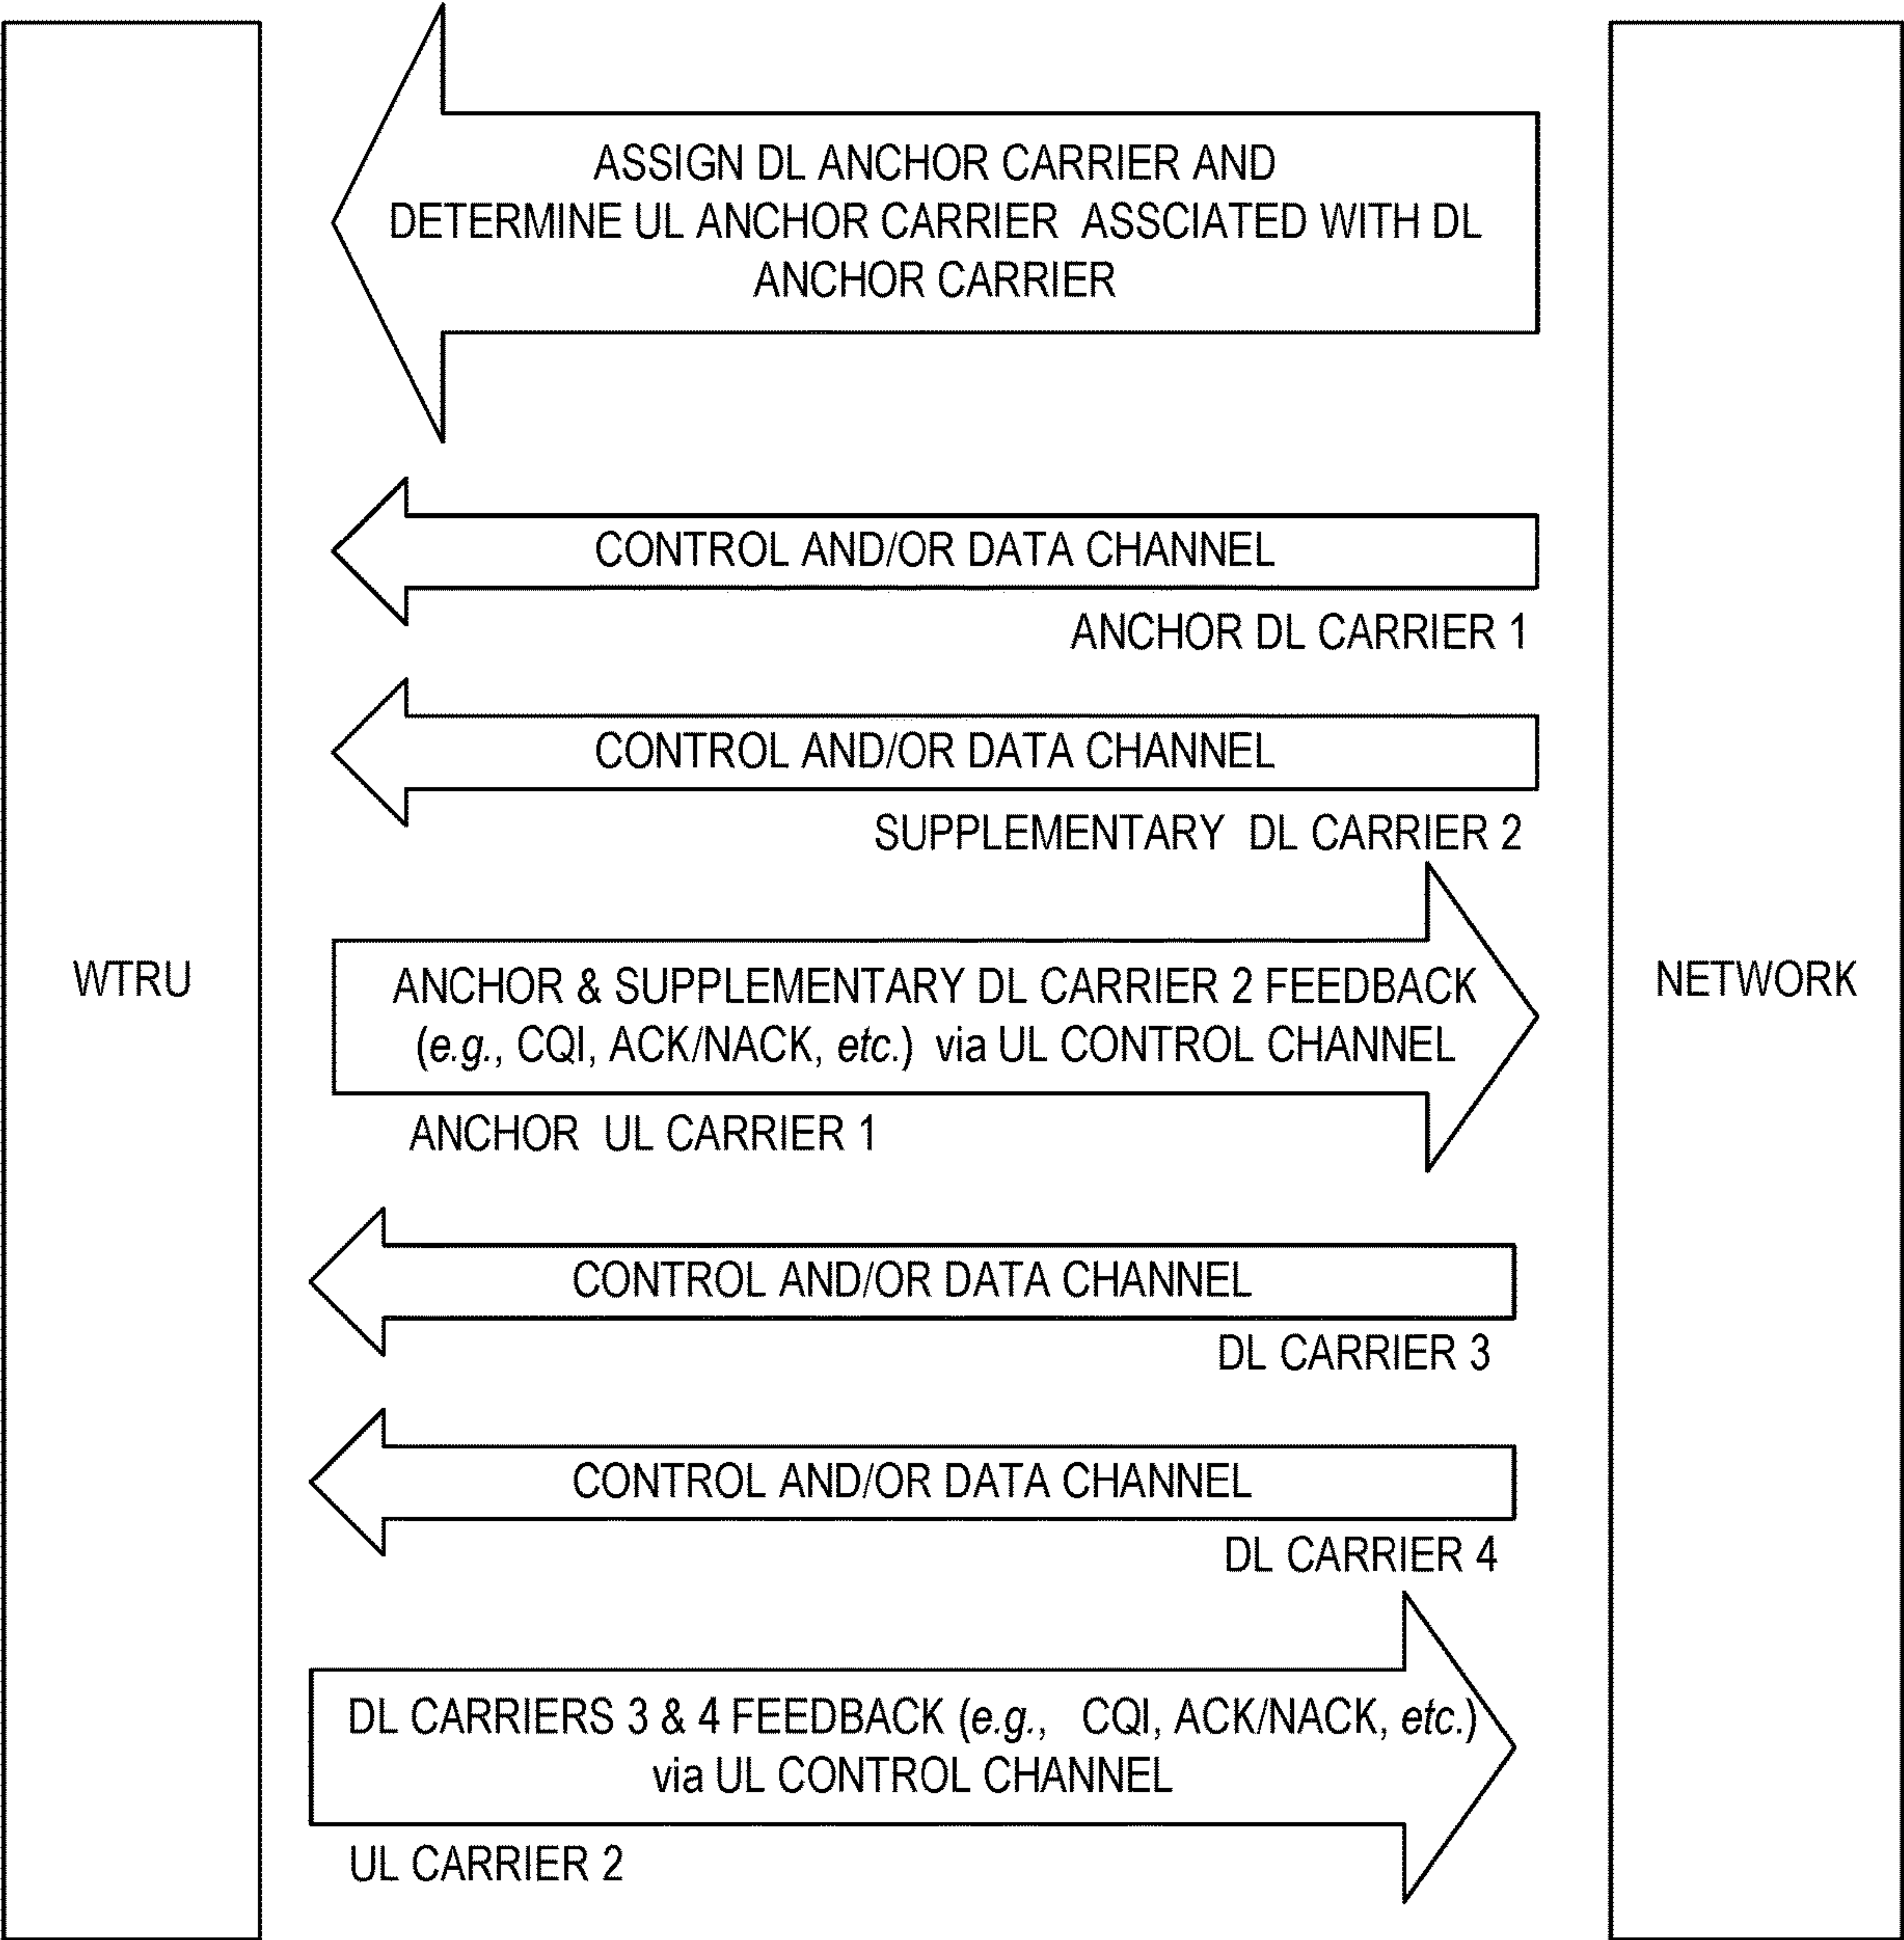 ASSIGN DL ANCHOR CARRIER AND
DETERMINE UL ANCHOR CARRIER ASSCIATED WITH DL
ANCHOR CARRIER
CONTROL AND/OR DATA CHANNEL
ANCHOR DL CARRIER 1
CONTROL AND/OR DATA CHANNEL
SUPPLEMENTARY DL CARRIER 2
WTRU
ANCHOR & SUPPLEMENTARY DL CARRIER 2 FEEDBACK
(e.g., CQI, ACK/NACK, etc.) via UL CONTROL CHANNEL
NETWORK
ANCHOR UL CARRIER 1
CONTROL AND/OR DATA CHANNEL
DL CARRIER 3
CONTROL AND/OR DATA CHANNEL
DL CARRIER 4
DL CARRIERS 3 & 4 FEEDBACK (e.g., CQI, ACK/NACK, etc.)
via UL CONTROL CHANNEL
UL CARRIER 2